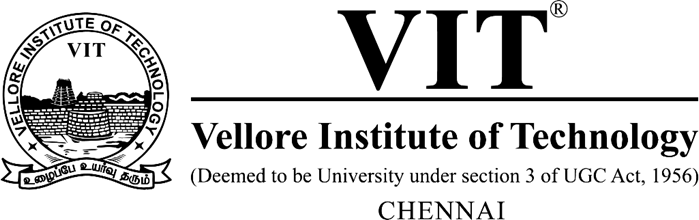 VELLORE INSTITUTE OF TECHNOLOGY
VIT
உழைப்பே உயர்வு தரும்
VIT®
Vellore Institute of Technology
(Deemed to be University under section 3 of UGC Act, 1956)
CHENNAI